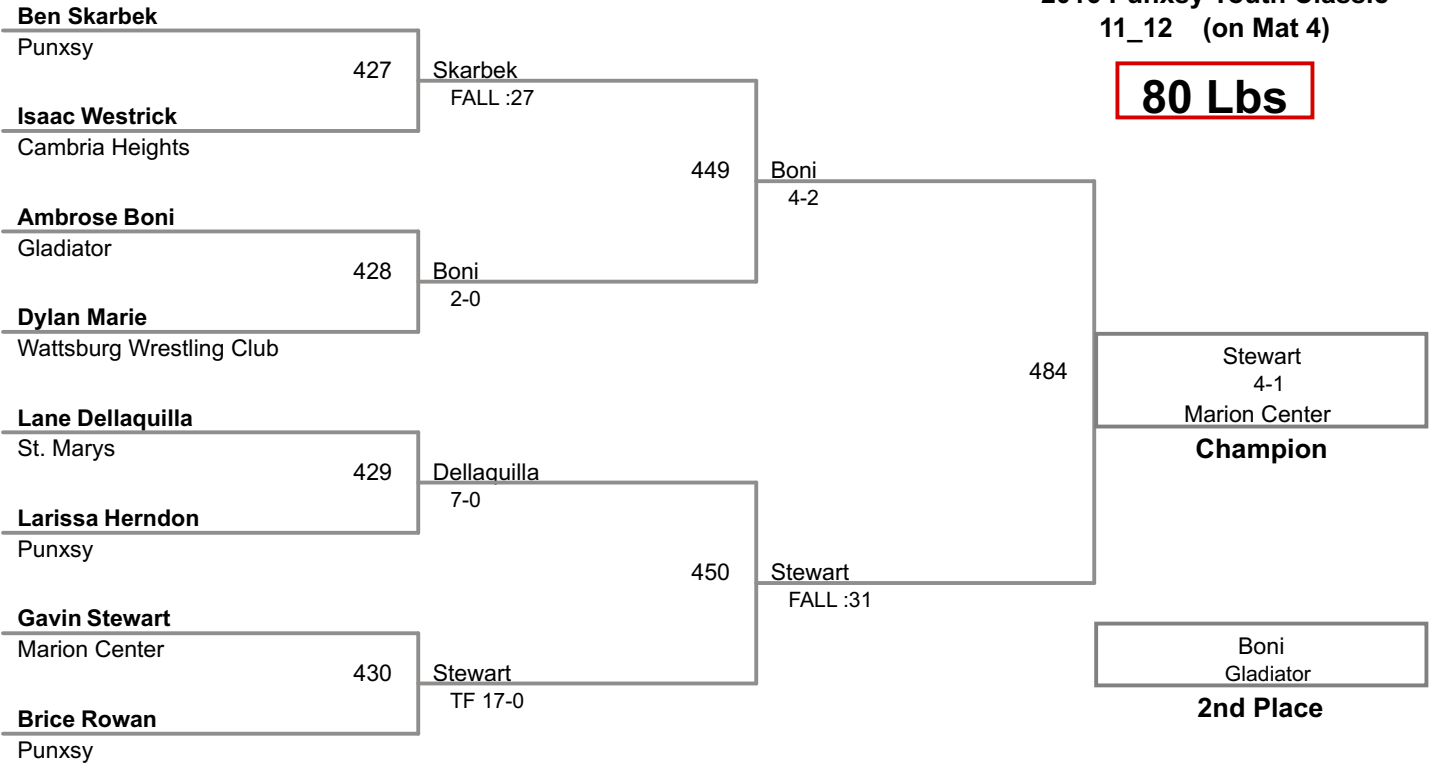 Punxsy Youth Classic
11_12 (on Mat 4)
80 Lbs
Ben Skarbek
Punxsy
427
Skarbek
FALL :27
Isaac Westrick
Cambria Heights
449
Boni
4-2
Ambrose Boni
Gladiator
428
Boni
2-0
Dylan Marie
Wattsburg Wrestling Club
484
Stewart
4-1
Marion Center
Champion
Lane Dellaquilla
St. Marys
429
Dellaquilla
7-0
Larissa Herndon
Punxsy
450
Stewart
FALL :31
Gavin Stewart
Marion Center
430
Stewart
TF 17-0
Brice Rowan
Punxsy
Boni
Gladiator
2nd Place